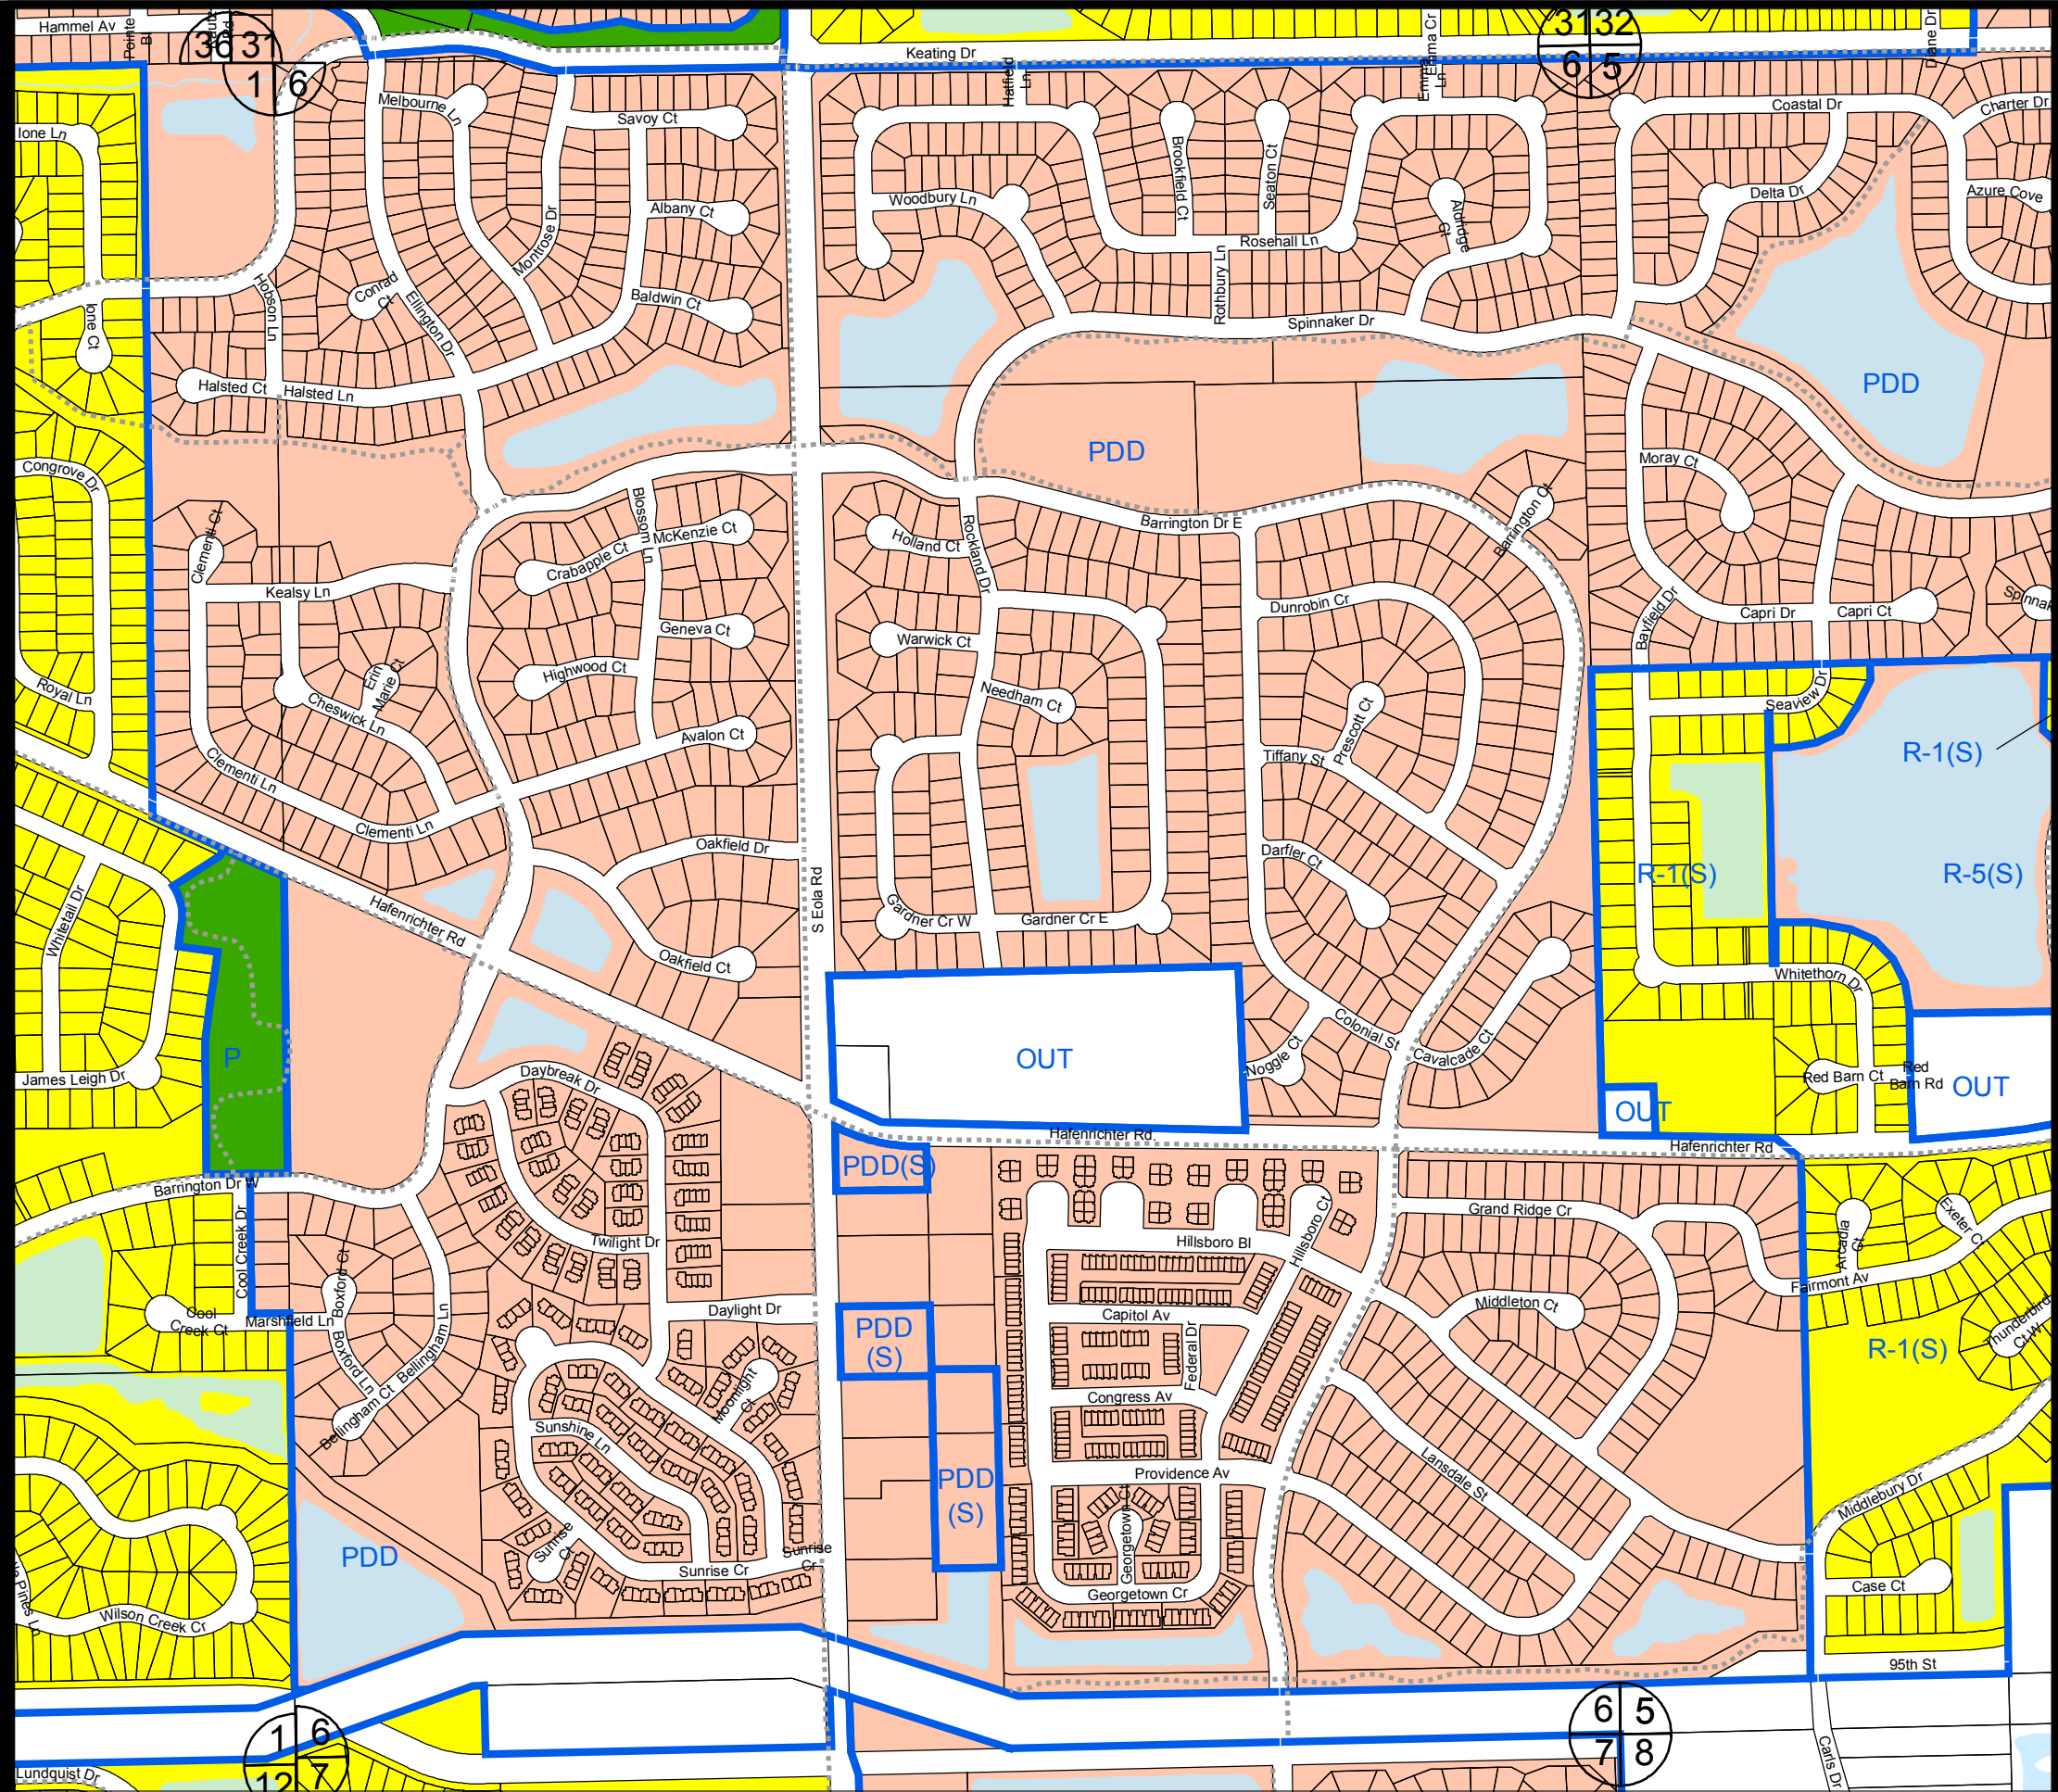 Hammel Av
36 31
1 6
Keating Dr
31 32
6 5
Dane Dr
Emma Cr
Emma Ln
Hatfield Ln
Melbourne Ln
Savoy Ct
Coastal Dr
Charter Dr
Ione Ln
Brookfield Ct
Seaton Ct
Woodbury Ln
Albany Ct
Montrose Dr
Aldridge Ct
Delta Dr
Azure Cove
Rosehall Ln
Rothbury Ln
Hobson Ln
Conrad Ct
Ellington Dr
Baldwin Ct
Ione Ct
Spinnaker Dr
Halsted Ct
Halsted Ln
PDD
PDD
Congrove Dr
Moray Ct
Blossom Ln
McKenzie Ct
Crabapple Ct
Clementi Ct
Holland Ct
Rockland Dr
Barrington Dr E
Barrington Ct
Kealsy Ln
Dunrobin Cr
Geneva Ct
Warwick Ct
Bayfield Dr
Capri Dr
Capri Ct
Highwood Ct
Erin Marie Ct
Royal Ln
Cheswick Ln
Needham Ct
Prescott Ct
Seaview Dr
Avalon Ct
R-1(S)
Clementi Ln
Tiffany St
Clementi Ln
Oakfield Dr
Darfler Ct
R-1(S)
R-5(S)
S Eola Rd
Whitetail Dr
Hafenrichter Rd
Gardner Cr W
Gardner Cr E
Oakfield Ct
Whitethorn Dr
Colonial St
Cavalcade Ct
Noggle Ct
P
OUT
James Leigh Dr
Daybreak Dr
Red Barn Ct
Red
Barn Rd
OUT
OUT
Hafenrichter Rd.
Hafenrichter Rd
PDD(S)
Barrington Dr W
Grand Ridge Cr
Exeter Ct
Arcadia Ct
Cool Creek Dr
Twilight Dr
Hillsboro Bl
Hillsboro Ct
Boxford Ct
Fairmont Av
Cool
Creek Ct
Marshfield Ln
Daylight Dr
Capitol Av
Middleton Ct
Thunderbird Ct W
PDD
(S)
R-1(S)
Boxford Ln
Bellingham Ln
Bellingham Ct
Federal Dr
Moonlight Ct
Congress Av
Sunshine Ln
Lansdale St
Providence Av
PDD
(S)
Middlebury Dr
PDD
Sunrise Ct
Sunrise Cr
Sunrise
Cr
Georgetown Ct
Georgetown Cr
Case Ct
Wilson Creek Cr
95th St
1 6
12 7
6 5
7 8
Carls Dr
Lundquist Dr